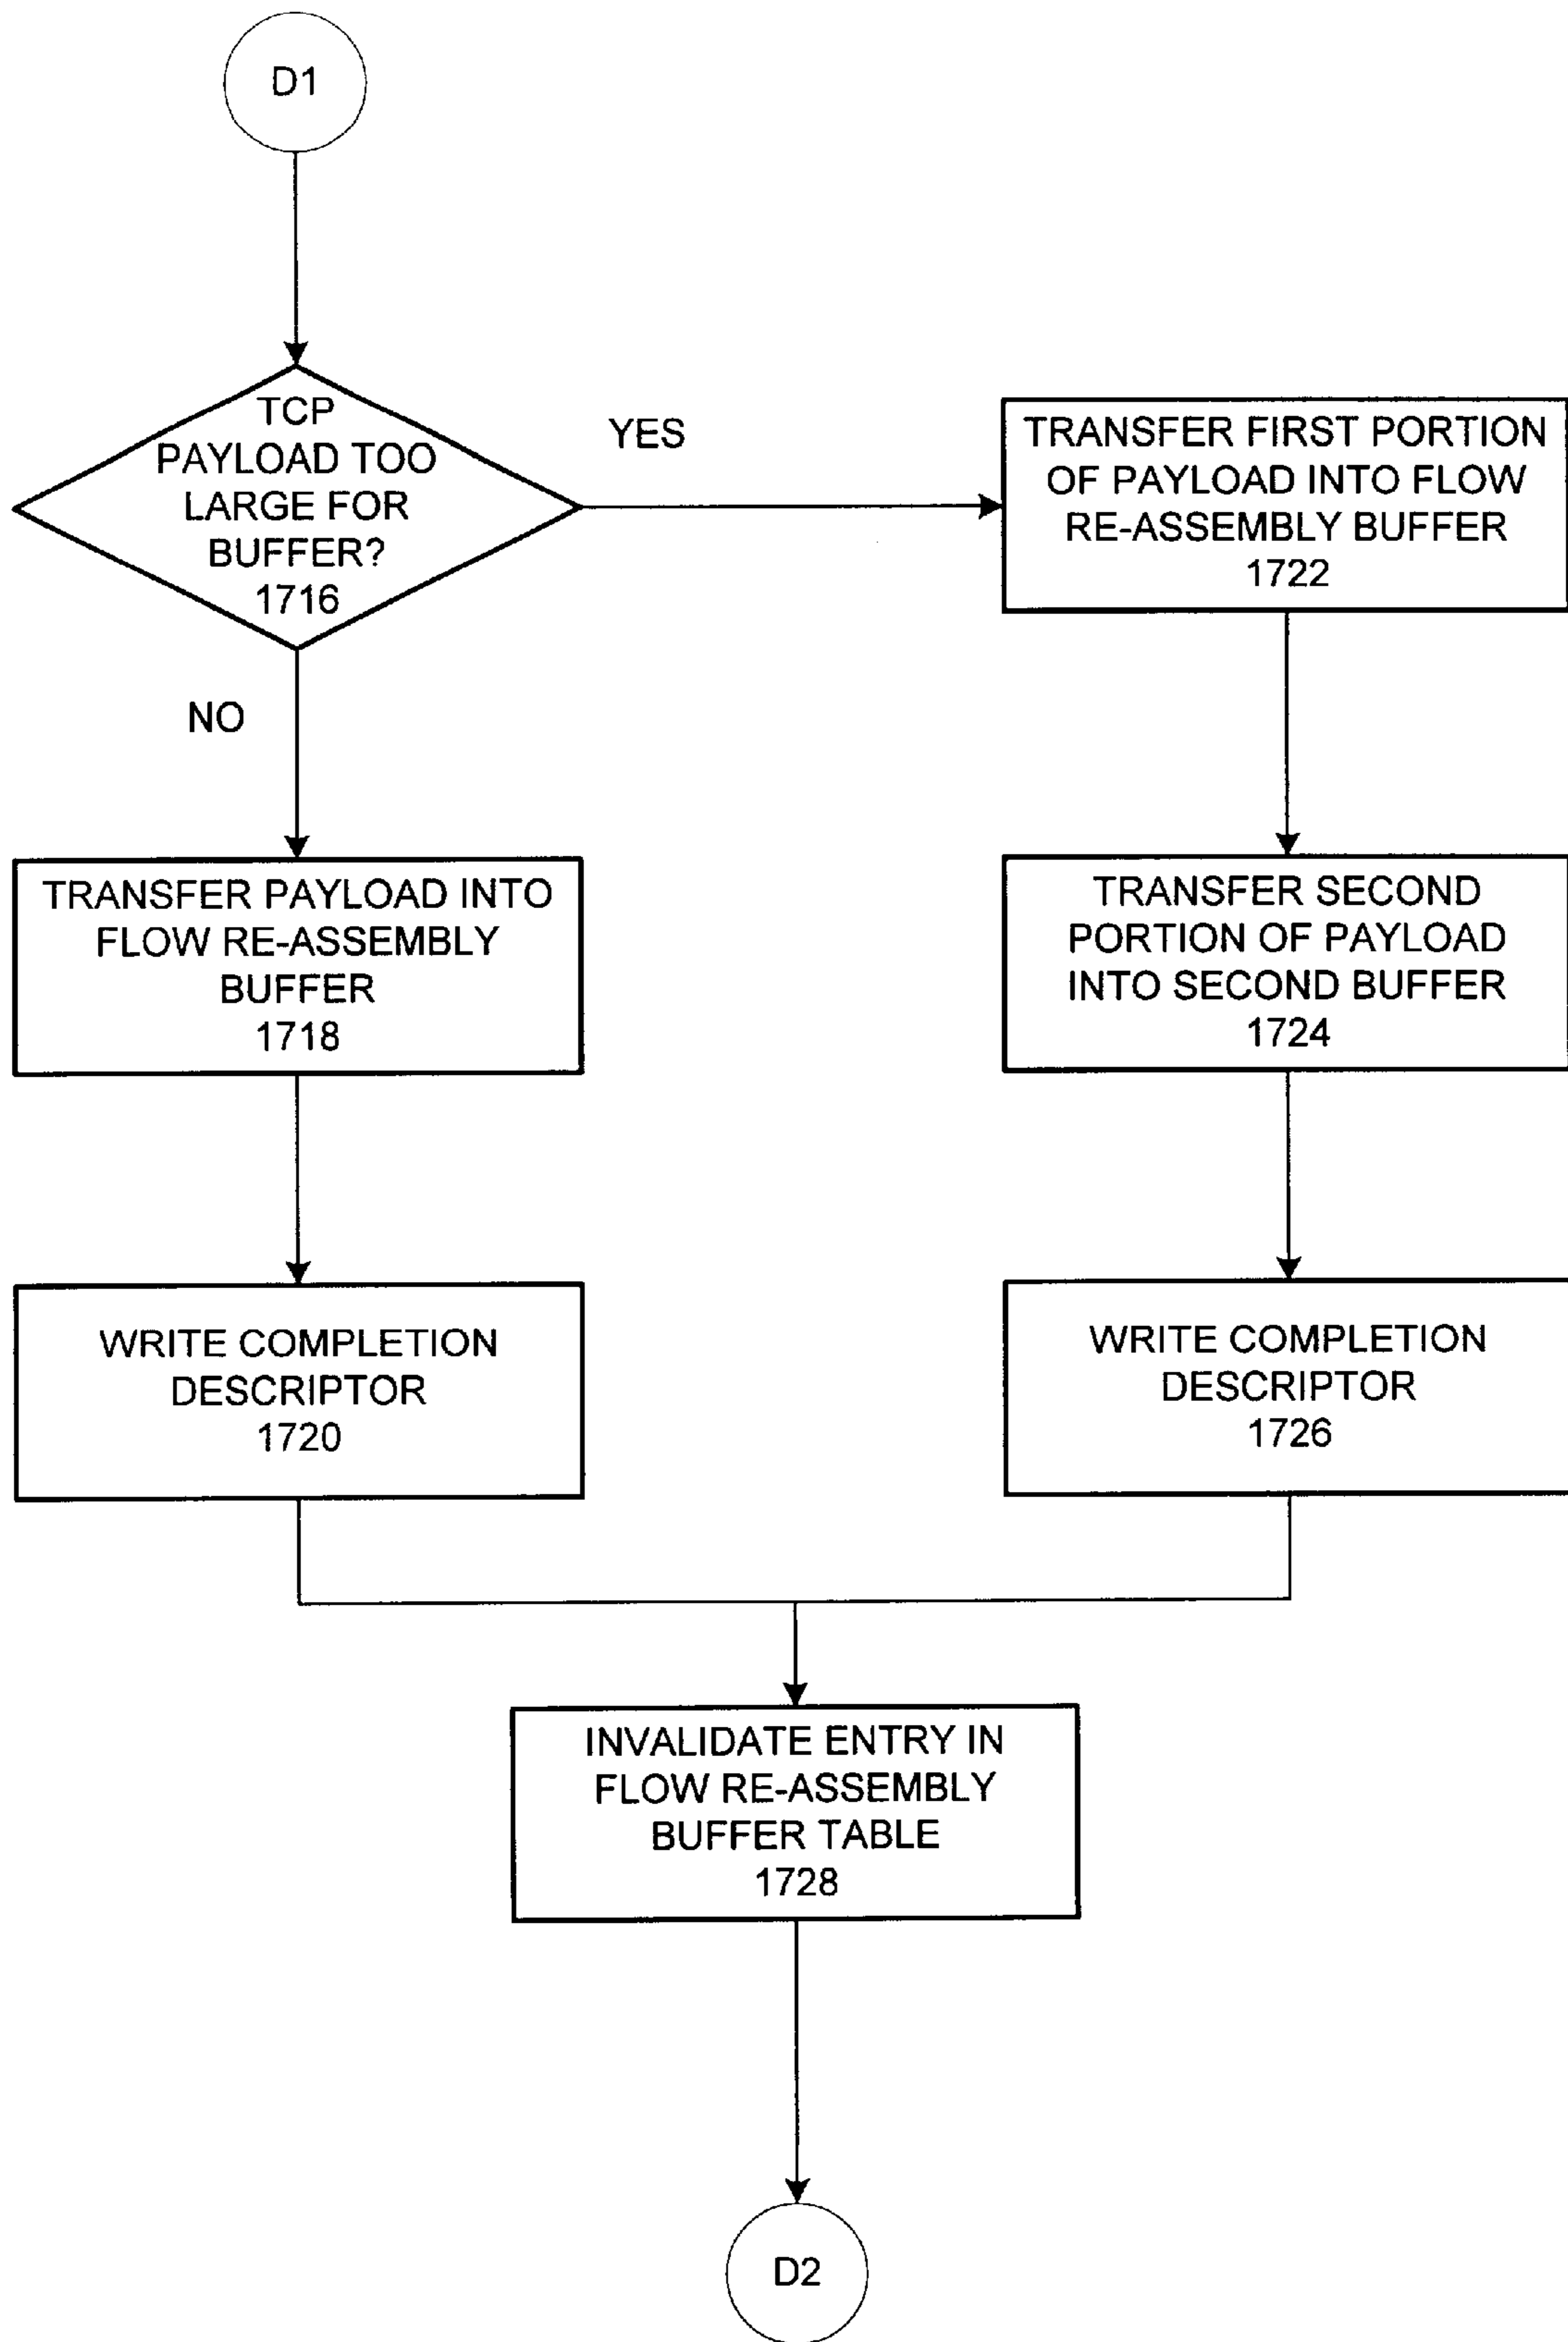 D1
TCP
PAYLOAD TOO
LARGE FOR
BUFFER?
1716
YES
NO
TRANSFER FIRST PORTION
OF PAYLOAD INTO FLOW
RE-ASSEMBLY BUFFER
1722
TRANSFER PAYLOAD INTO
FLOW RE-ASSEMBLY
BUFFER
1718
TRANSFER SECOND
PORTION OF PAYLOAD
INTO SECOND BUFFER
1724
WRITE COMPLETION
DESCRIPTOR
1720
WRITE COMPLETION
DESCRIPTOR
1726
INVALIDATE ENTRY IN
FLOW RE-ASSEMBLY
BUFFER TABLE
1728
D2